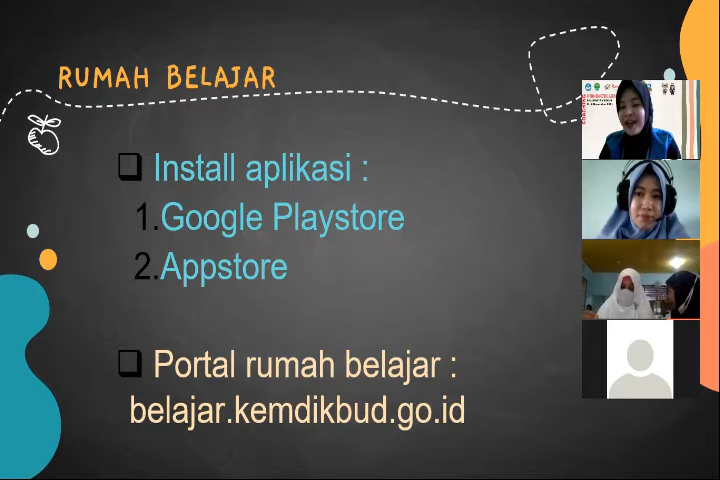 RUMAH BELAJAR
Install aplikasi :
1.Google Playstore
2.Appstore
Portal rumah belajar :
belajar.kemdikbud.go.id